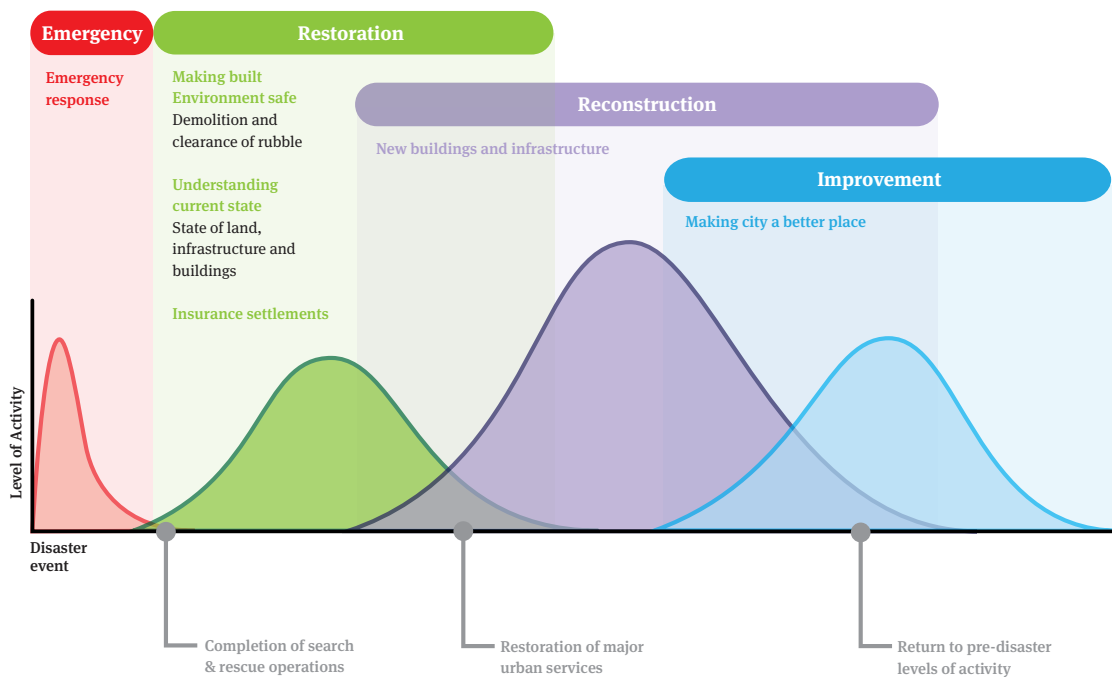 Emergency
Restoration
Emergency
response
Making built
Environment safe
Demolition and
clearance of rubble
Understanding
current state
State of land,
infrastructure and
buildings
Insurance settlements
Reconstruction
New buildings and infrastructure
Improvement
Making city a better place
Level of Activity
Disaster
event
Completion of search
& rescue operations
Restoration of major
urban services
Return to pre-disaster
levels of activity